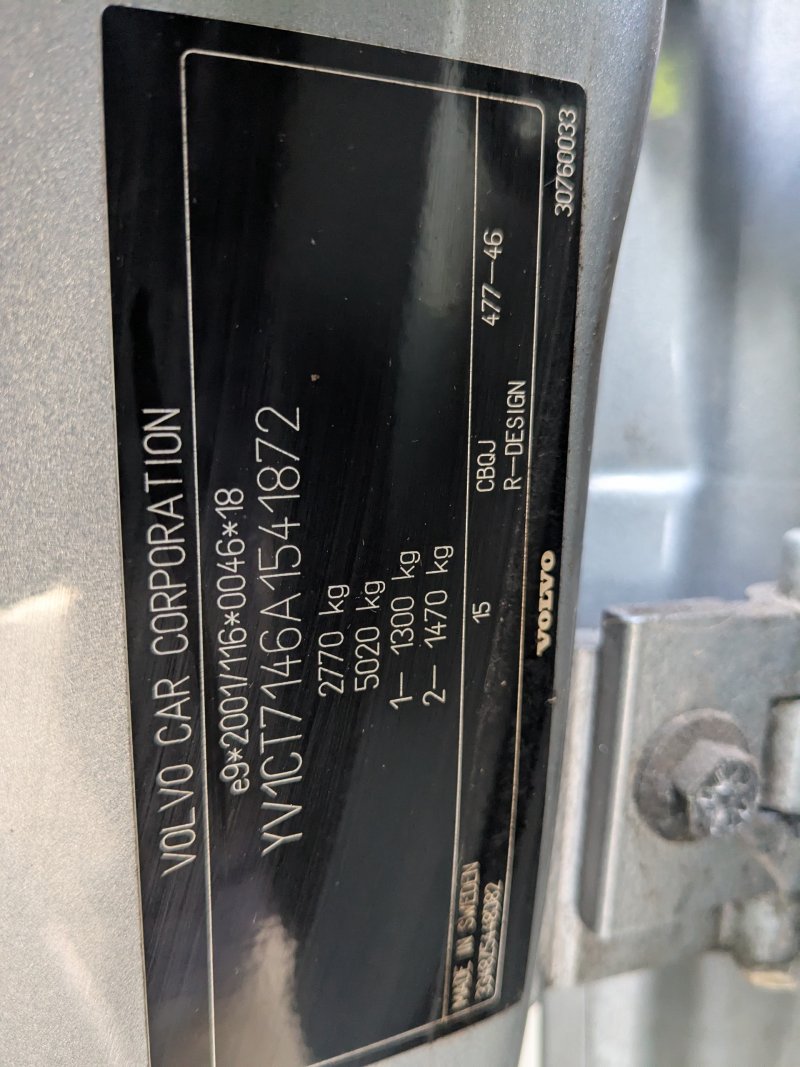 VOLVO CAR CORPORATION
e9*2001/116*0046*18
YV1CT7146A1541872
2770 kg
5020 kg
1— 1300 kg
2— 1470 kg
MADE IN SWEDEN 15 CBQJ 477—46
R—DESIGN
VOLVO 30760033